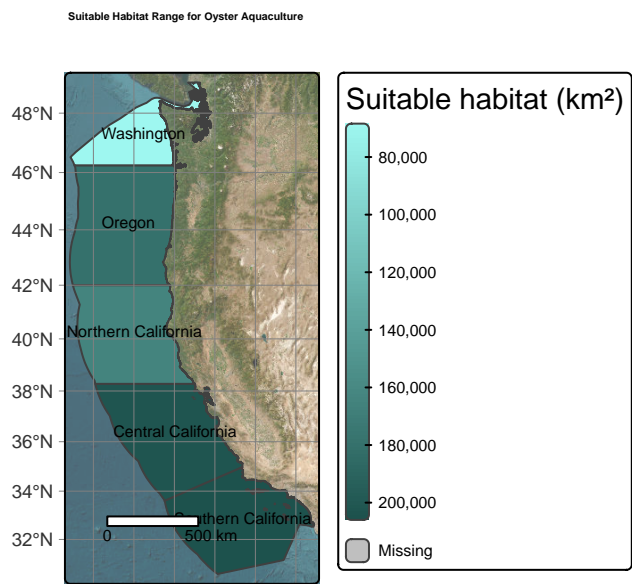 Suitable Habitat Range for Oyster Aquaculture
48°N
46°N
44°N
42°N
40°N
38°N
36°N
34°N
32°N
Washington
Oregon
Northern California
Central California
Southern California
0 500 km
Suitable habitat (km²)
80,000
100,000
120,000
140,000
160,000
180,000
200,000
Missing